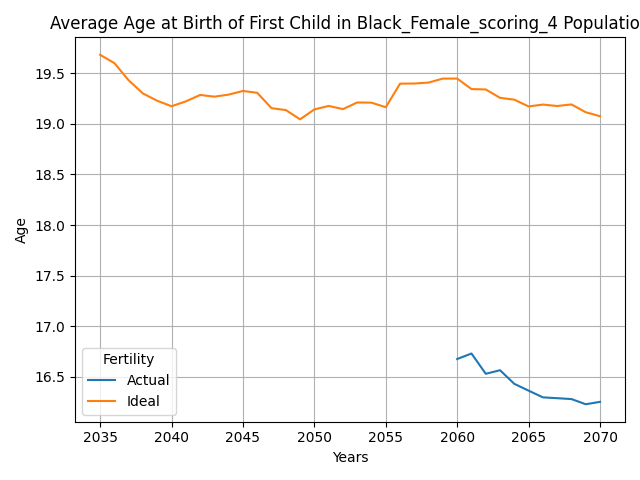 Average Age at Birth of First Child in Black_Female_scoring_4 Populatio
19.5
19.0
18.5
18.0
17.5
17.0
16.5
Age
Fertility
Actual
Ideal
2035 2040 2045 2050 2055 2060 2065 2070
Years